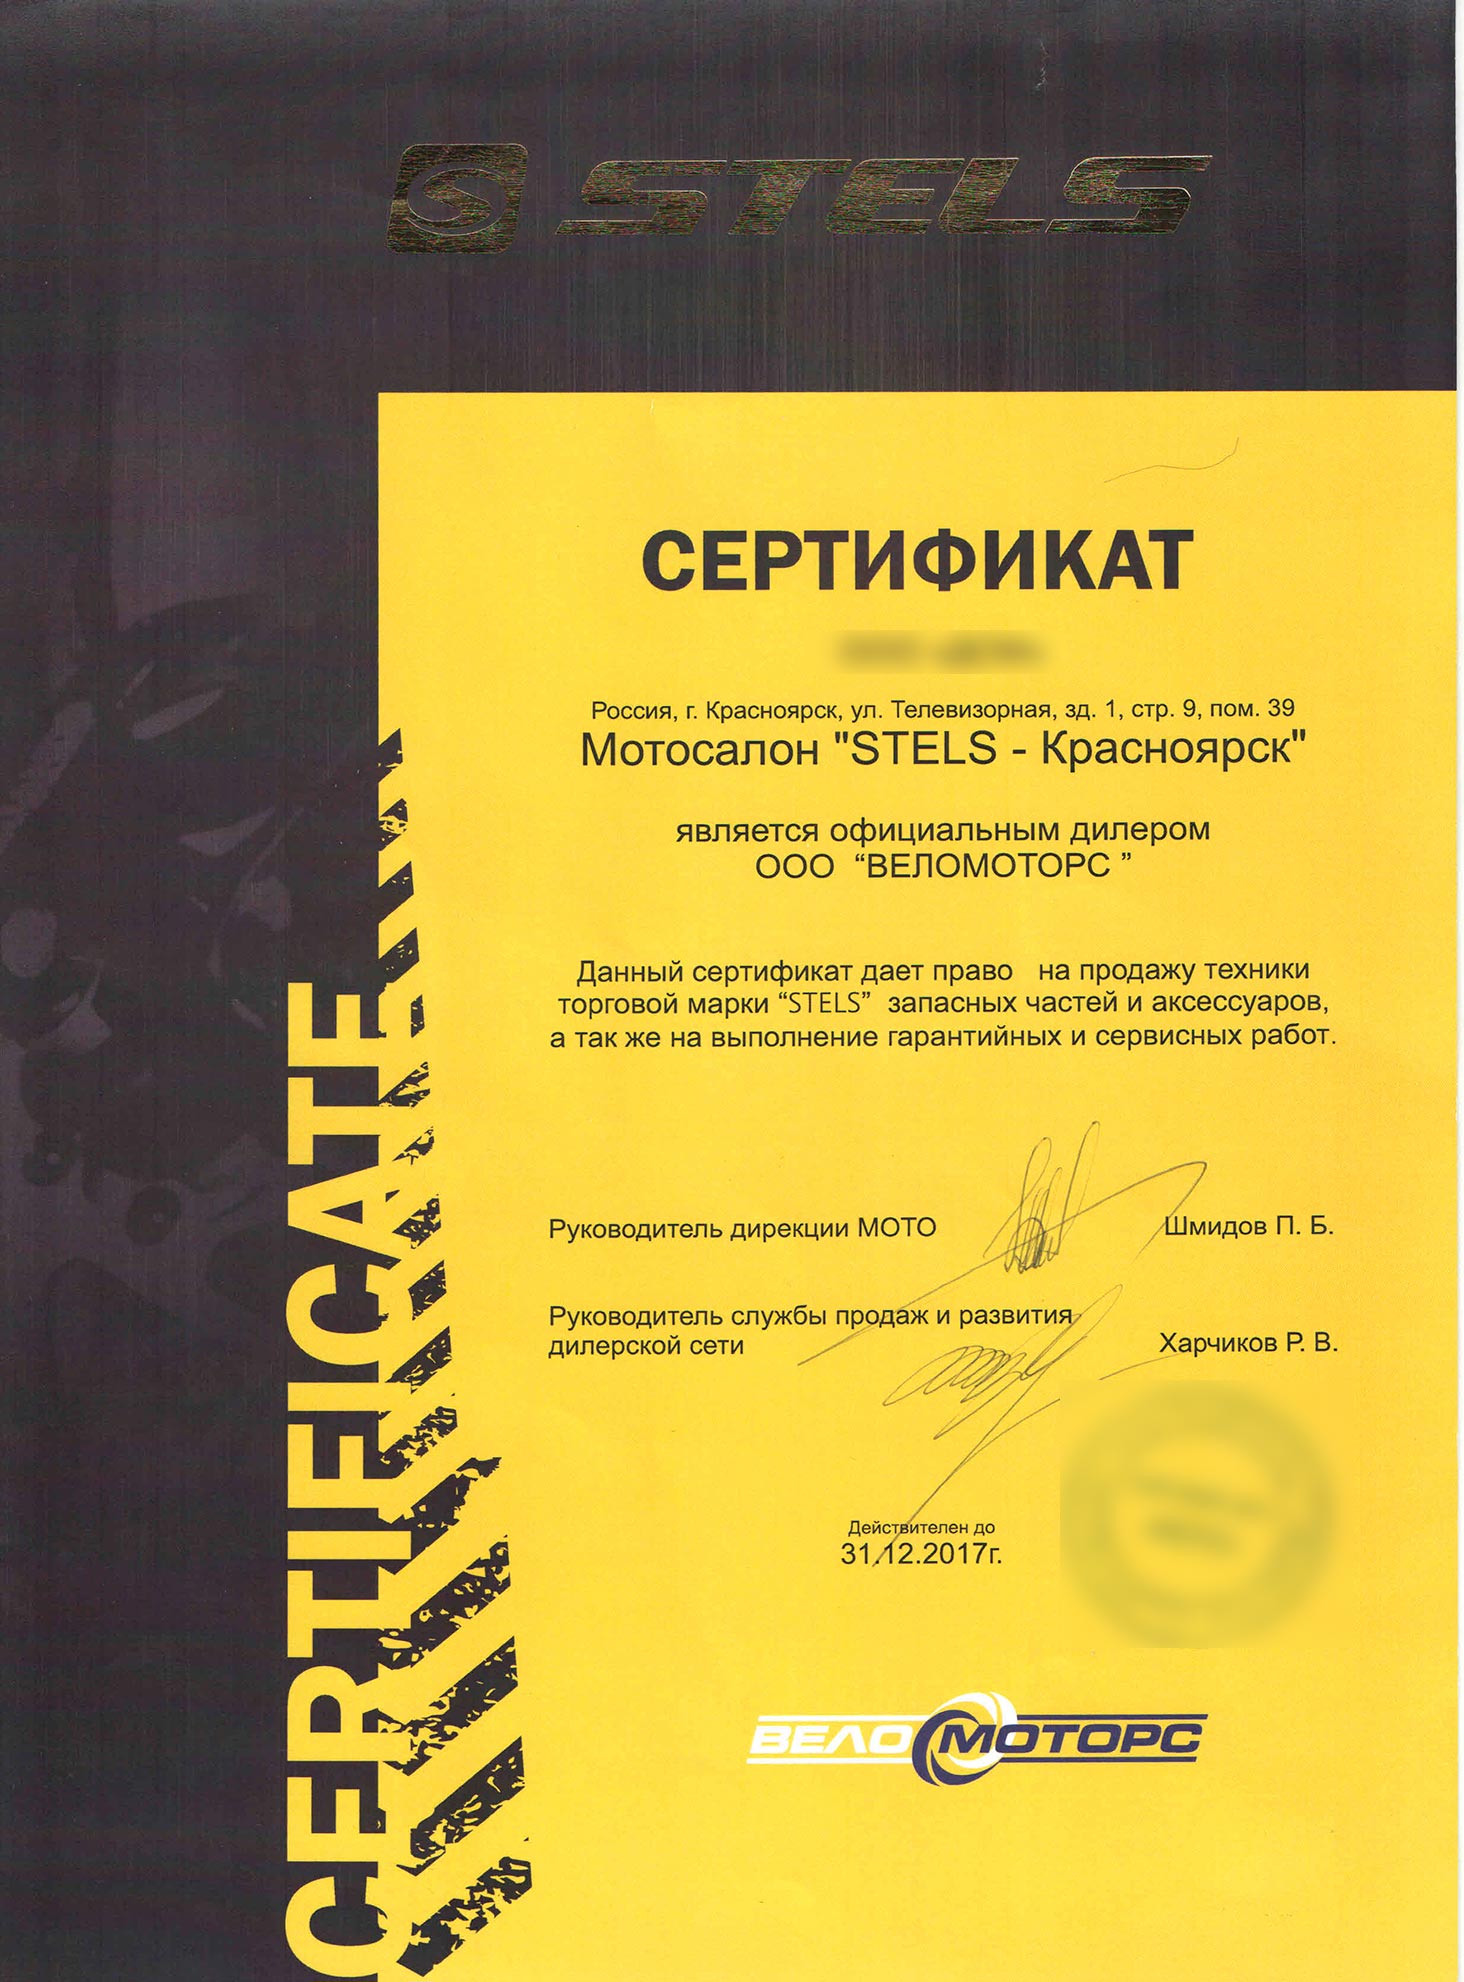 STELS
СЕРТИФИКАТ
Россия, г. Красноярск, ул. Телевизорная, зд. 1, стр. 9, пом. 39
Мотосалон "STELS - Красноярск"
является официальным дилером
ООО “ВЕЛОМОТОРС ”
Данный сертификат дает право на продажу техники
торговой марки “STELS” запасных частей и аксессуаров,
а так же на выполнение гарантийных и сервисных работ.
Руководитель дирекции МОТО Шмидов П. Б.
Руководитель службы продаж и развития
дилерской сети Харчиков Р. В.
Действителен до
31.12.2017г.
ВЕЛОМОТОРС
CERTIFICATE